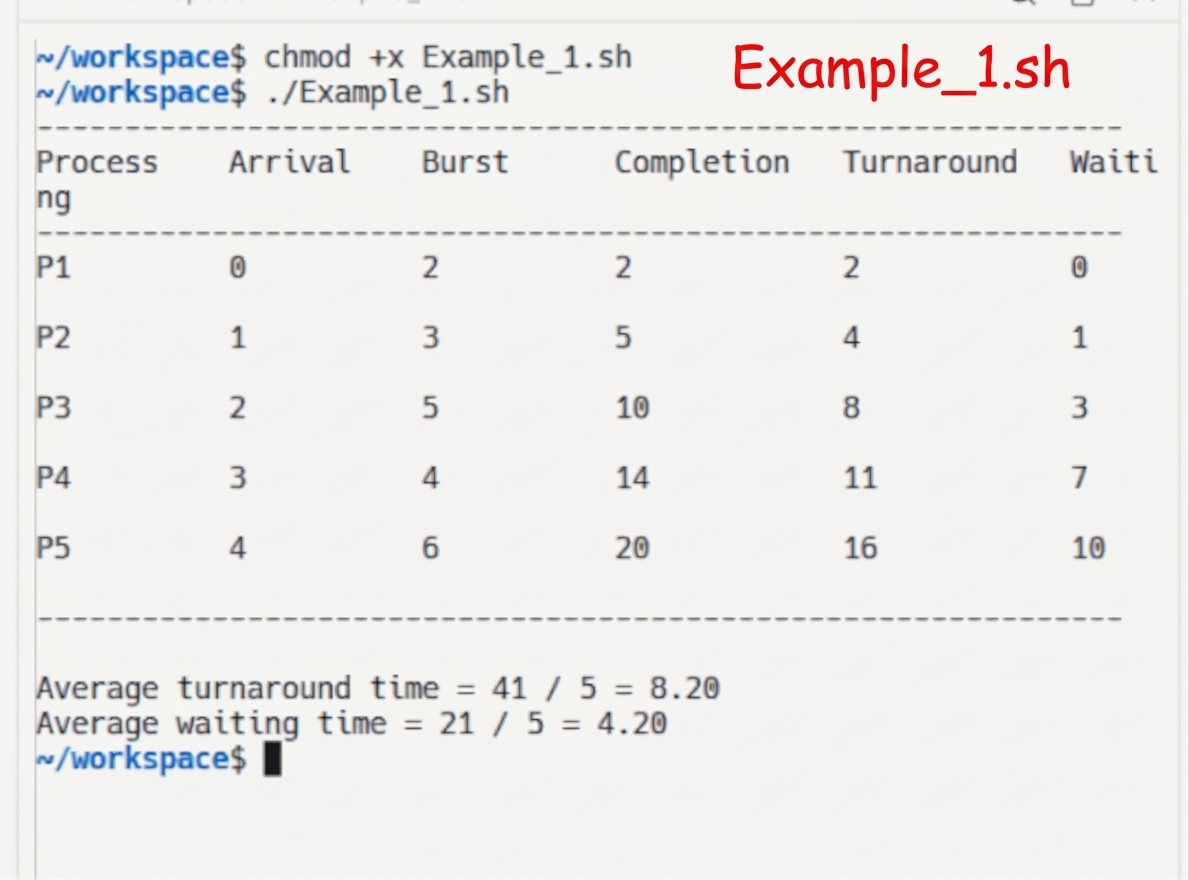 ~/workspace$ chmod +x Example_1.sh
Example_1.sh
~/workspace$ ./Example_1.sh
--------------------------------------------------------------
Process Arrival Burst Completion Turnaround Waiti
ng
--------------------------------------------------------------
P1 0 2 2 2 0
P2 1 3 5 4 1
P3 2 5 10 8 3
P4 3 4 14 11 7
P5 4 6 20 16 10
--------------------------------------------------------------
Average turnaround time = 41 / 5 = 8.20
Average waiting time = 21 / 5 = 4.20
~/workspace$